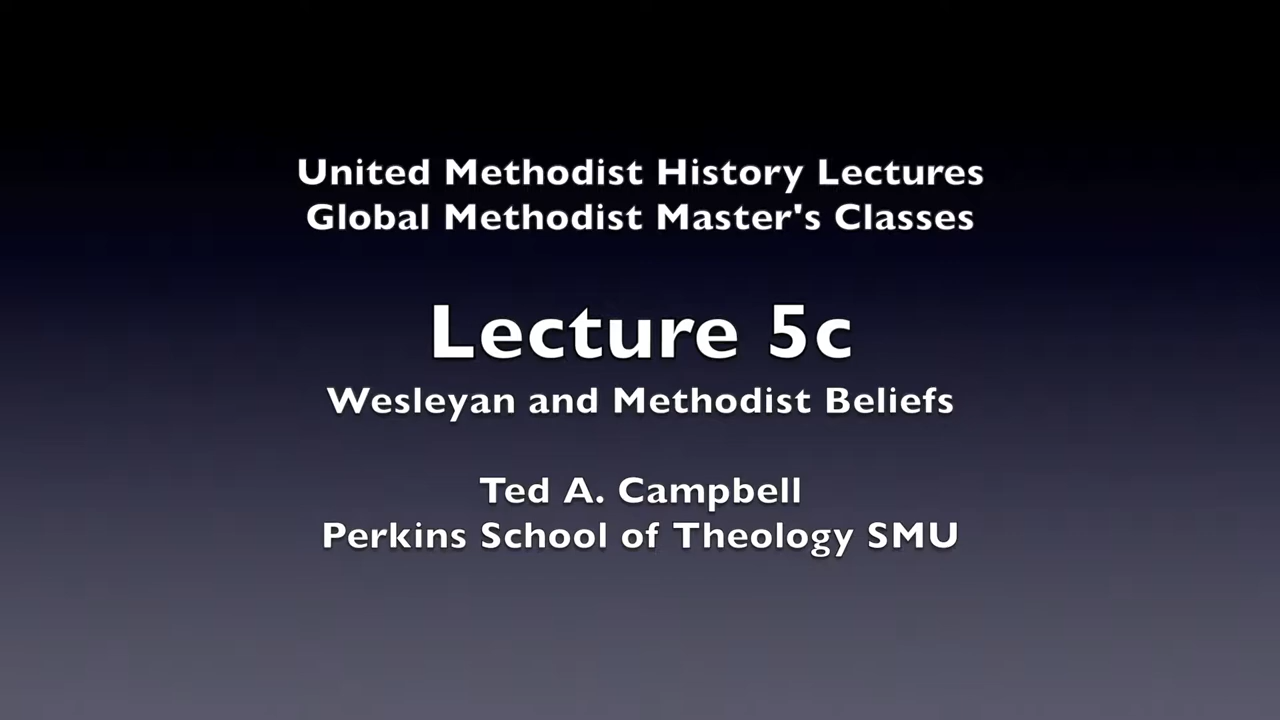 United Methodist History Lectures
Global Methodist Master's Classes
Lecture 5c
Wesleyan and Methodist Beliefs
Ted A. Campbell
Perkins School of Theology SMU